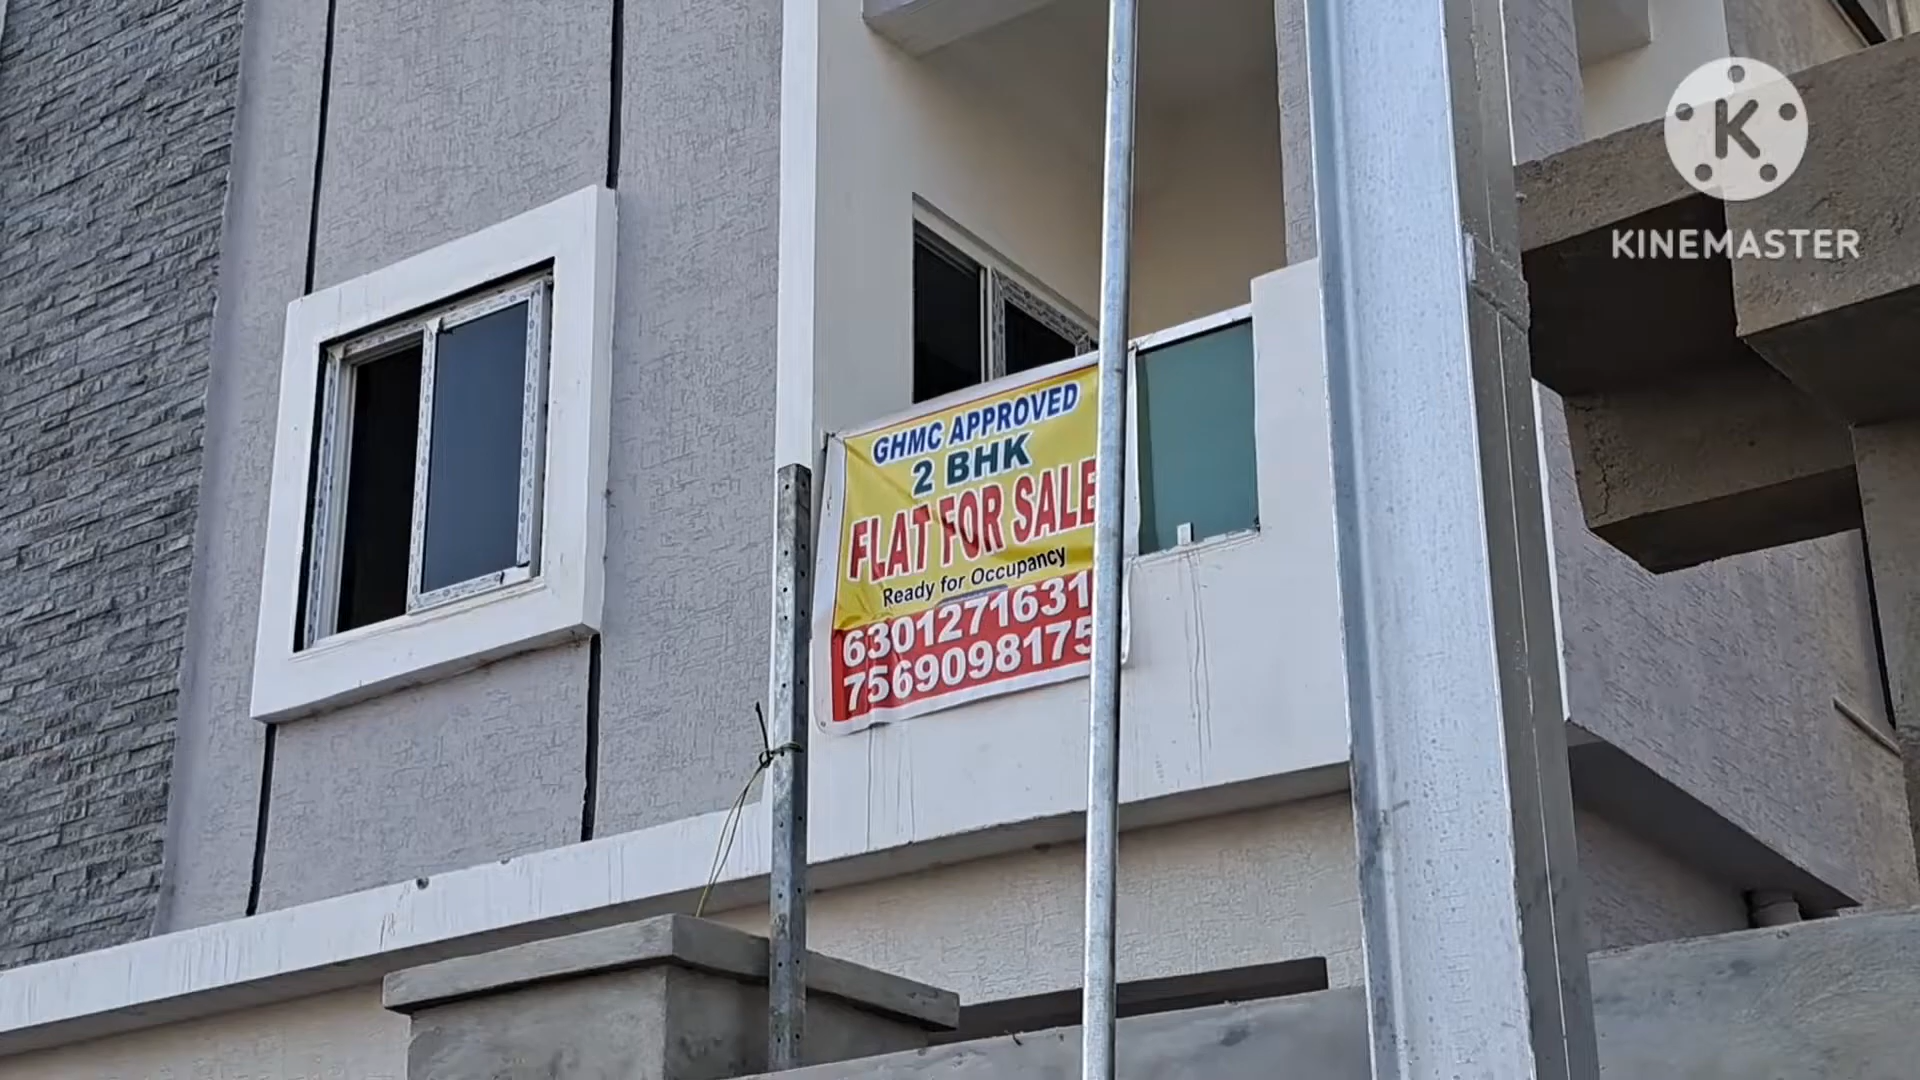 GHMC APPROVED
2 BHK
FLAT FOR SALE
Ready for Occupancy
6301271631
7569098175
K
KINEMASTER